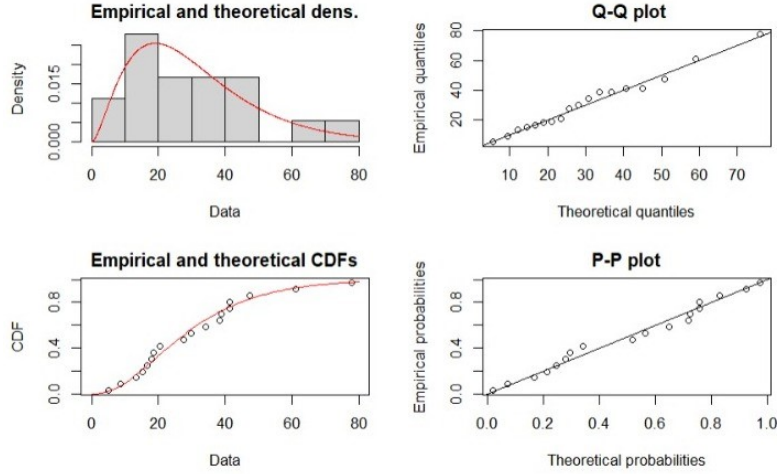 Empirical and theoretical dens.
Density
0.000
0.015
0
20
40
60
80
Data
Q-Q plot
Empirical quantiles
20
40
60
80
10
20
30
40
50
60
70
Theoretical quantiles
Empirical and theoretical CDFs
CDF
0.0
0.4
0.8
0
20
40
60
80
Data
P-P plot
Empirical probabilities
0.0
0.4
0.8
0.0
0.2
0.4
0.6
0.8
1.0
Theoretical probabilities